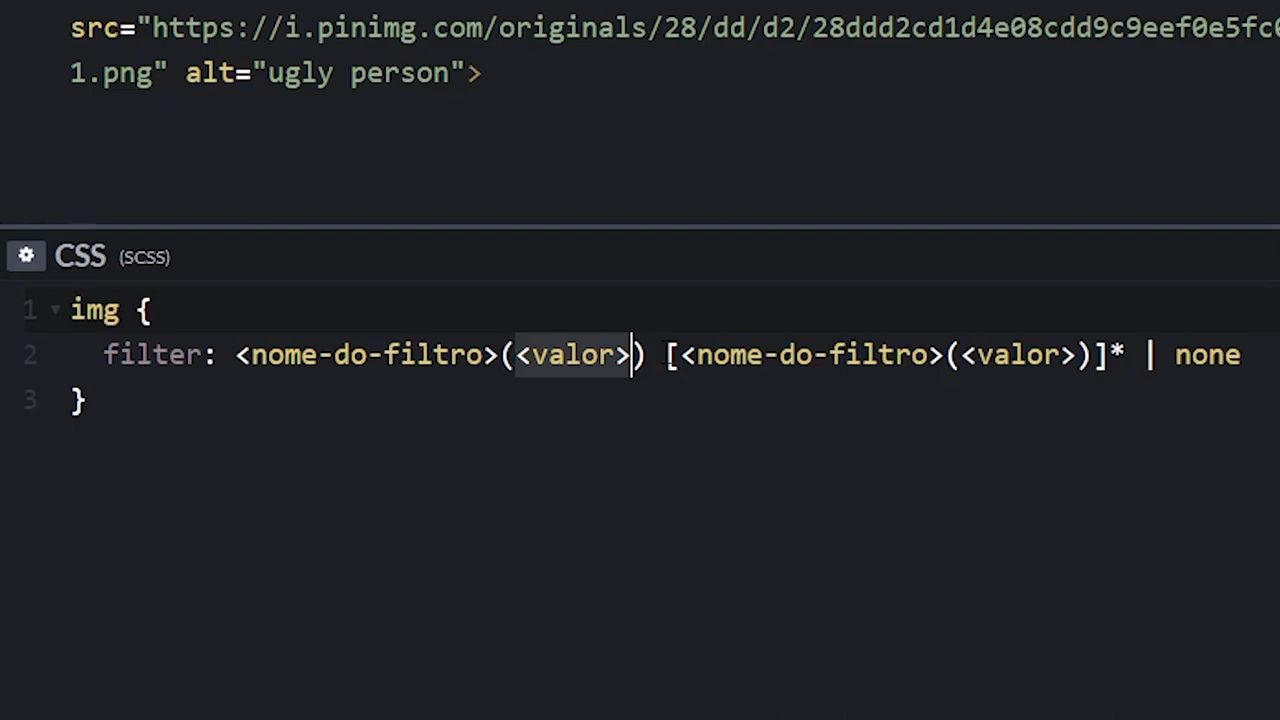 src="https://i.pinimg.com/originals/28/dd/d2/28ddd2cd1d4e08cdd9c9eef0e5fc
1.png" alt="ugly person">
CSS (SCSS)
1 img {
2 filter: <nome-do-filtro>(<valor>) [<nome-do-filtro>(<valor>)]* | none
3 }